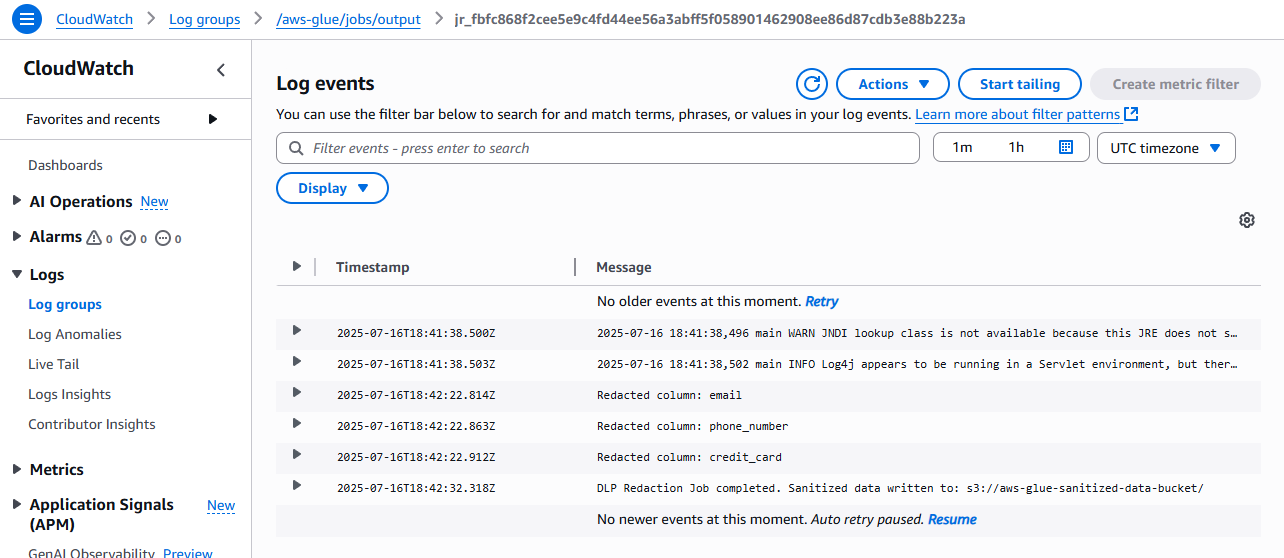 CloudWatch > Log groups > /aws-glue/jobs/output > jr_fbfc868f2cee5e9c4fd44ee56a3abff5f058901462908ee86d87cdb3e88b223a
CloudWatch
Favorites and recents
Dashboards
AI Operations New
Alarms 0 0 0
Logs
Log groups
Log Anomalies
Live Tail
Logs Insights
Contributor Insights
Metrics
Application Signals New
(APM)
GenAI Observability Preview
Log events
Actions
Start tailing
Create metric filter
You can use the filter bar below to search for and match terms, phrases, or values in your log events. Learn more about filter patterns
Filter events - press enter to search
1m 1h
UTC timezone
Display
Timestamp Message
No older events at this moment. Retry
2025-07-16T18:41:38.500Z 2025-07-16 18:41:38,496 main WARN JNDI lookup class is not available because this JRE does not s…
2025-07-16T18:41:38.503Z 2025-07-16 18:41:38,502 main INFO Log4j appears to be running in a Servlet environment, but ther…
2025-07-16T18:42:22.814Z Redacted column: email
2025-07-16T18:42:22.863Z Redacted column: phone_number
2025-07-16T18:42:22.912Z Redacted column: credit_card
2025-07-16T18:42:32.318Z DLP Redaction Job completed. Sanitized data written to: s3://aws-glue-sanitized-data-bucket/
No newer events at this moment. Auto retry paused. Resume